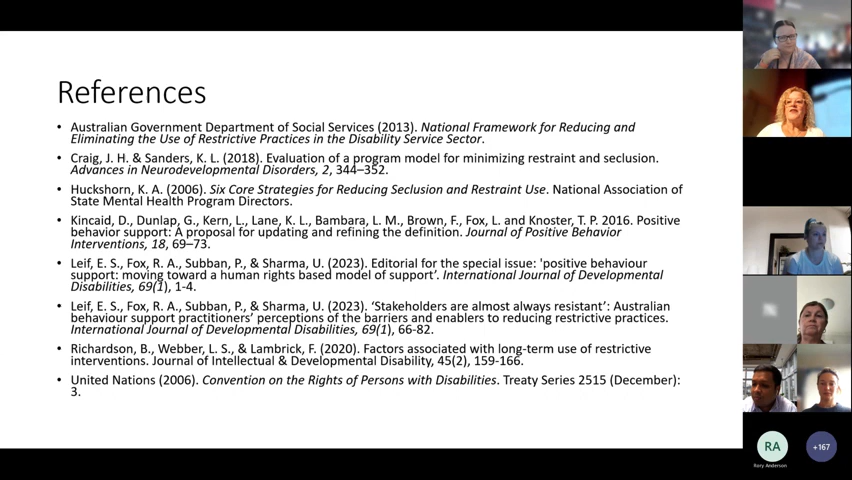 References
• Australian Government Department of Social Services (2013). National Framework for Reducing and
Eliminating the Use of Restrictive Practices in the Disability Service Sector.
• Craig, J. H. & Sanders, K. L. (2018). Evaluation of a program model for minimizing restraint and seclusion.
Advances in Neurodevelopmental Disorders, 2, 344–352.
• Huckshorn, K. A. (2006). Six Core Strategies for Reducing Seclusion and Restraint Use. National Association of
State Mental Health Program Directors.
• Kincaid, D., Dunlap, G., Kern, L., Lane, K. L., Bambara, L. M., Brown, F., Fox, L. and Knoster, T. P. 2016. Positive
behavior support: A proposal for updating and refining the definition. Journal of Positive Behavior
Interventions, 18, 69–73.
• Leif, E. S., Fox, R. A., Subban, P., & Sharma, U. (2023). Editorial for the special issue: 'positive behaviour
support: moving toward a human rights based model of support’. International Journal of Developmental
Disabilities, 69(1), 1-4.
• Leif, E. S., Fox, R. A., Subban, P., & Sharma, U. (2023). ‘Stakeholders are almost always resistant’: Australian
behaviour support practitioners’ perceptions of the barriers and enablers to reducing restrictive practices.
International Journal of Developmental Disabilities, 69(1), 66-82.
• Richardson, B., Webber, L. S., & Lambrick, F. (2020). Factors associated with long-term use of restrictive
interventions. Journal of Intellectual & Developmental Disability, 45(2), 159-166.
• United Nations (2006). Convention on the Rights of Persons with Disabilities. Treaty Series 2515 (December):
3.
RA
+167
Rory Anderson